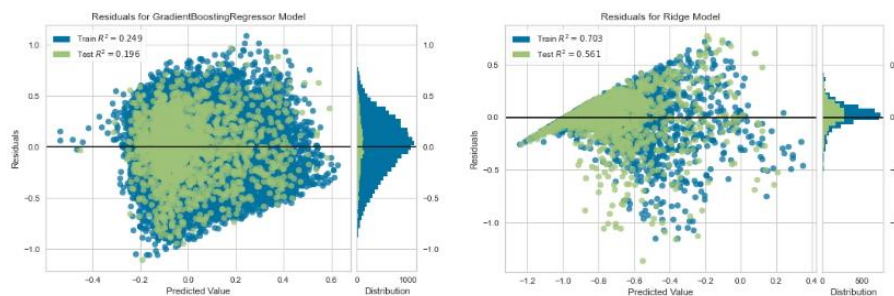 Residuals for GradientBoostingRegressor Model
Train R² = 0.249
Test R² = 0.196
1.0
0.5
0.0
−0.5
−1.0
Residuals
−0.4
−0.2
0.0
0.2
0.4
0.6
Predicted Value
1.0
0.5
0.0
−0.5
−1.0
0
1000
Distribution
Residuals for Ridge Model
Train R² = 0.703
Test R² = 0.561
0.5
0.0
−0.5
−1.0
Residuals
−1.2
−1.0
−0.8
−0.6
−0.4
−0.2
0.0
0.2
0.4
Predicted Value
0
500
Distribution